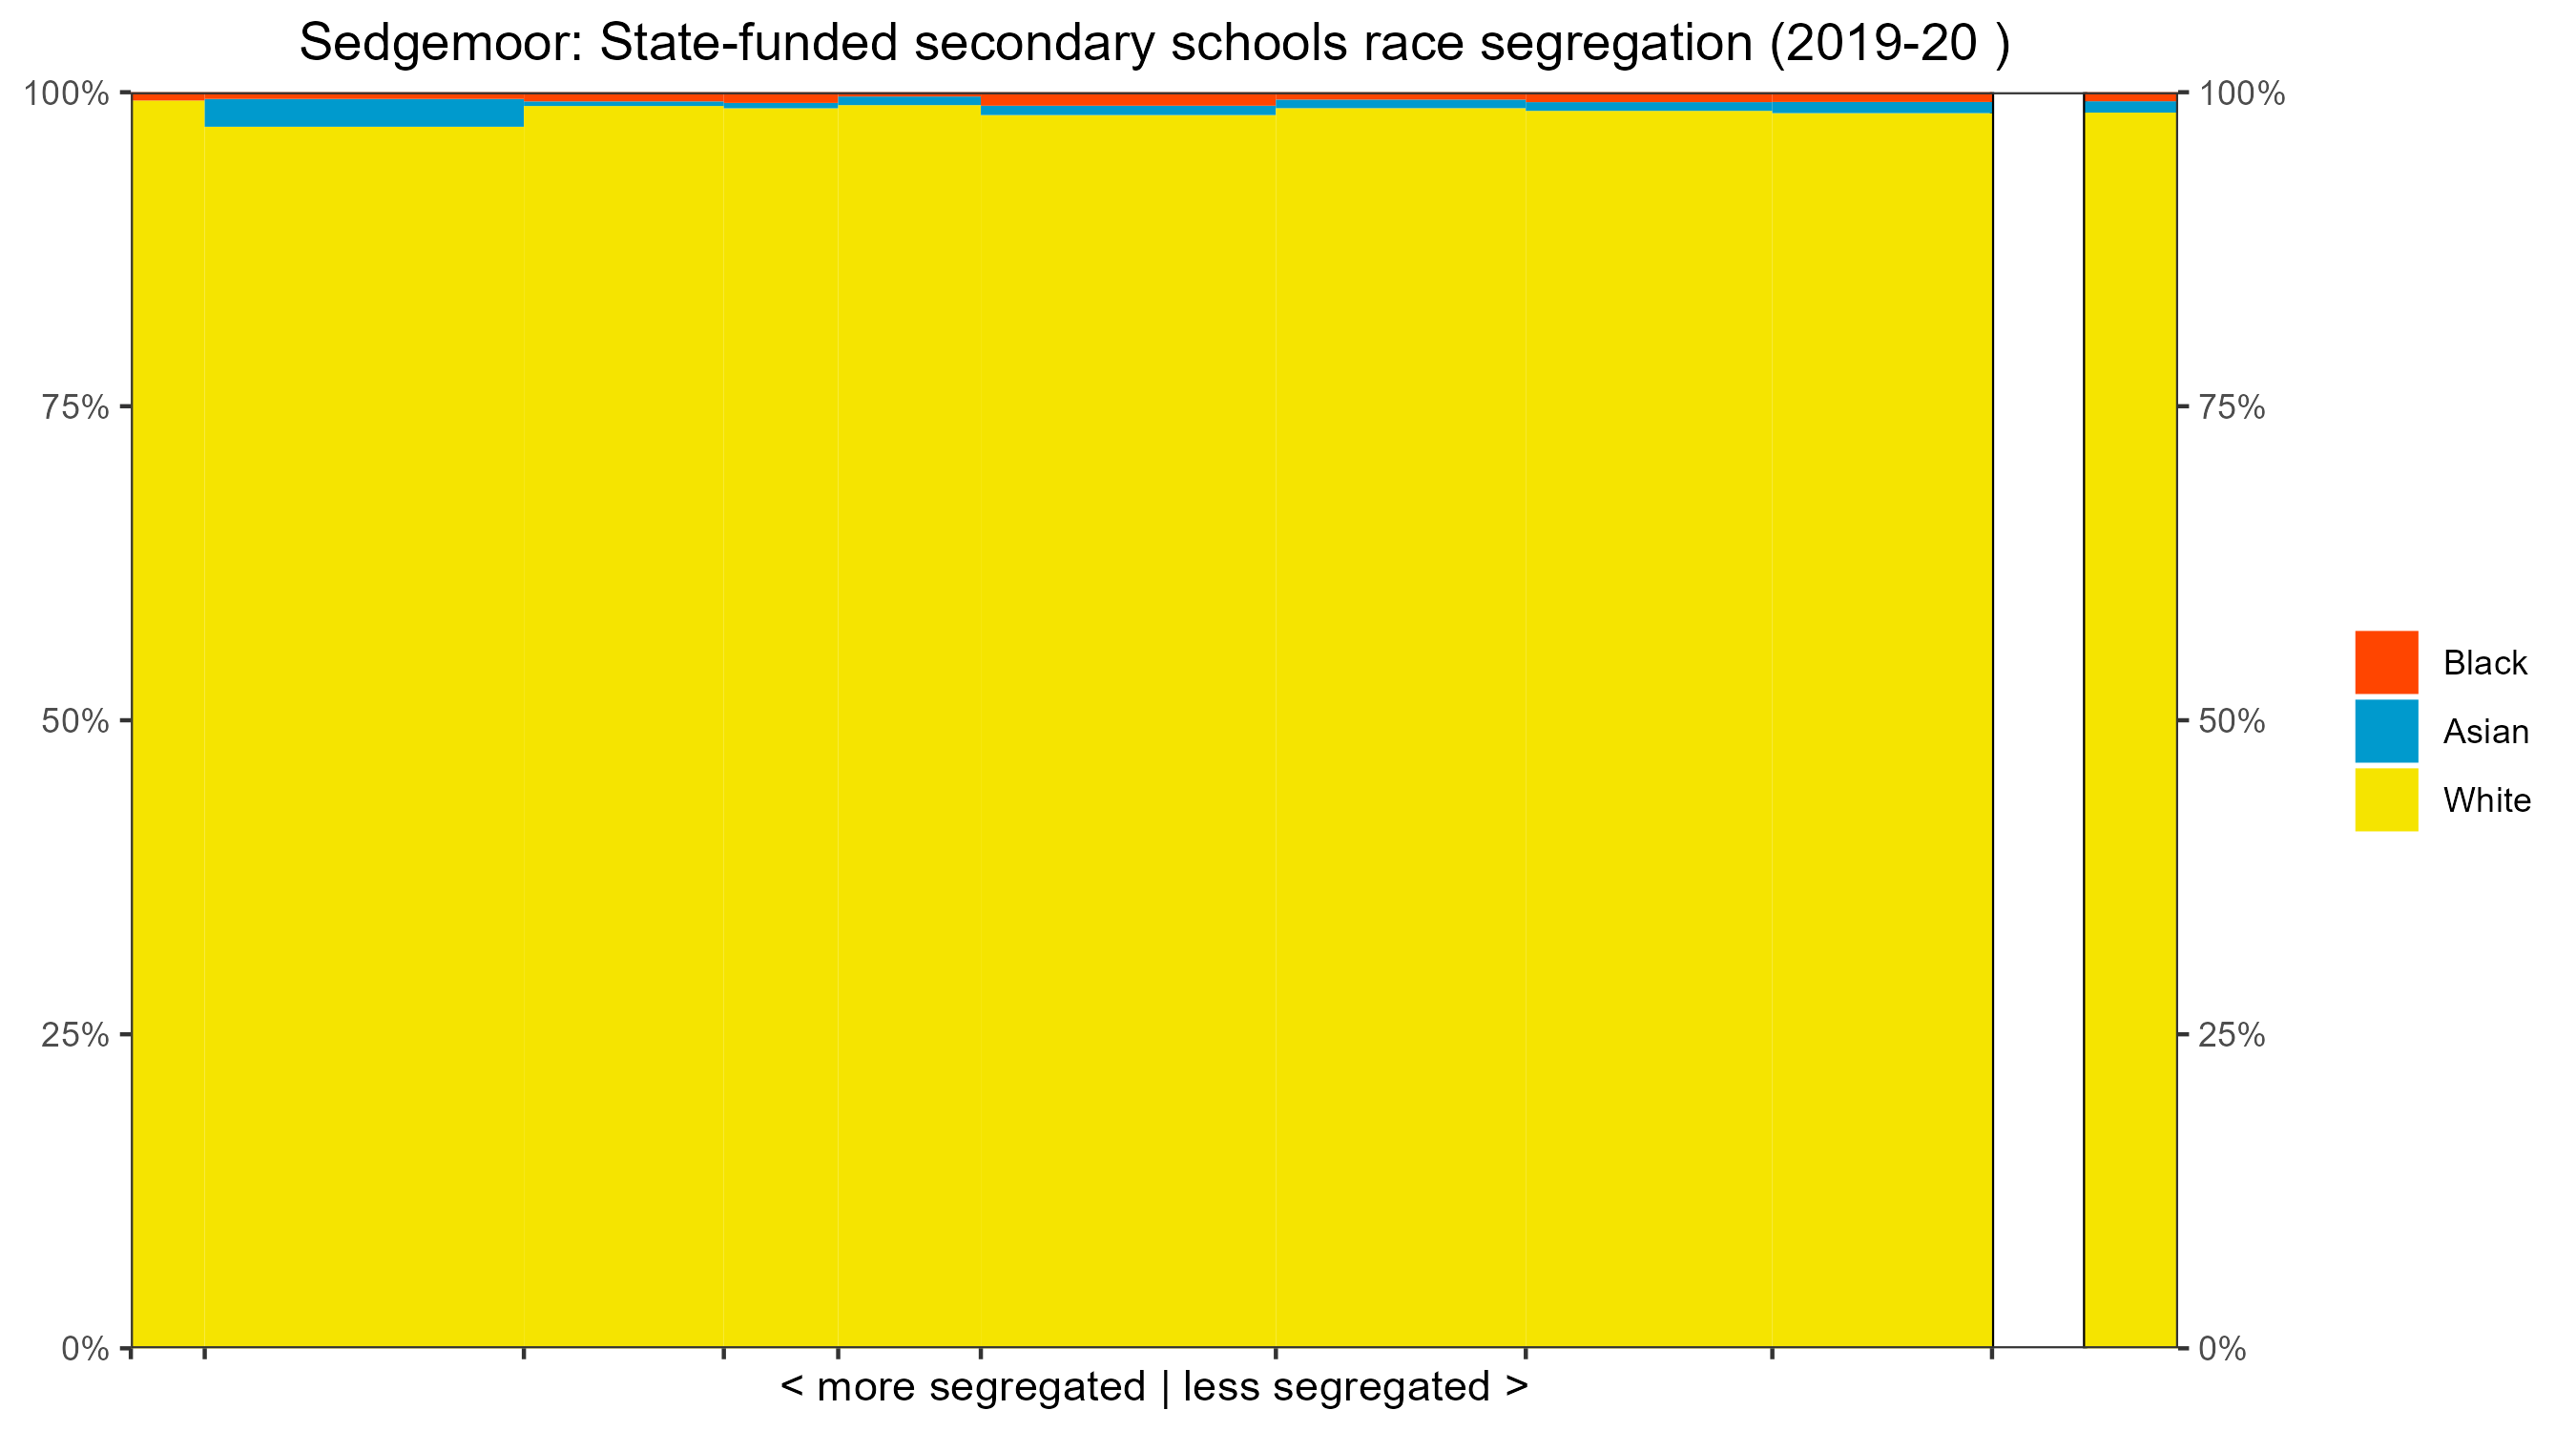 Sedgemoor: State-funded secondary schools race segregation (2019-20 )
100%
75%
50%
25%
0%
100%
75%
50%
25%
0%
Black
Asian
White
< more segregated | less segregated >